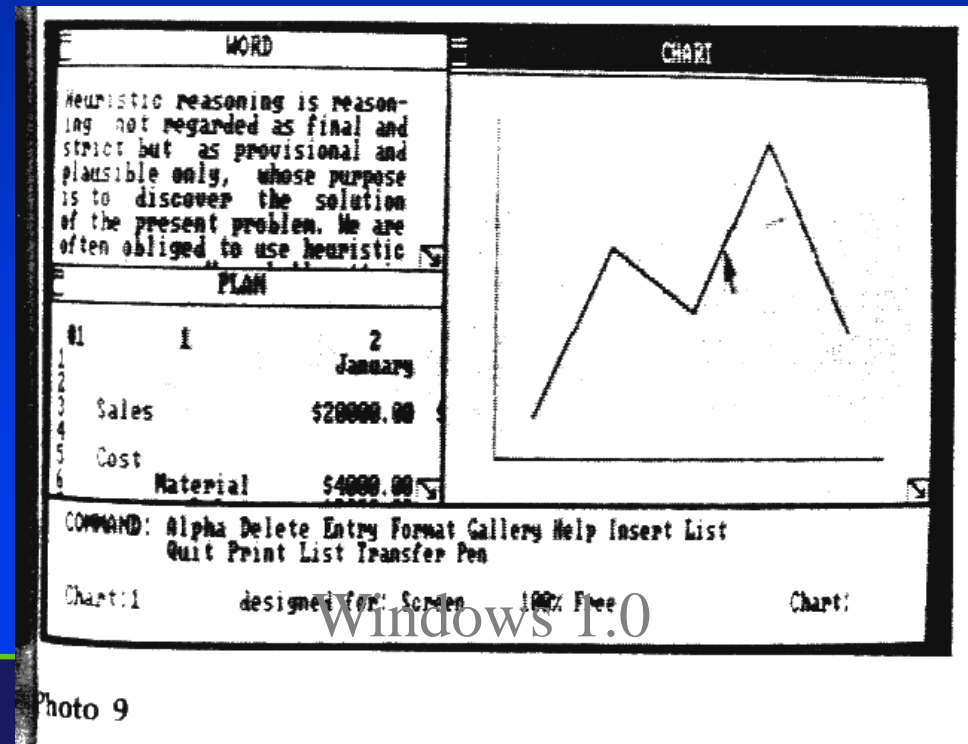 WORD
Heuristic reasoning is reason-
ing not regarded as final and
strict but as provisional and
plausible only, whose purpose
is to discover the solution
of the present problem. We are
often obliged to use heuristic
PLAN
#1 1 2
1 January
2
3 Sales $20000.00 $
4
5 Cost
6 Material $4000.00
CHART
COMMAND: Alpha Delete Entry Format Gallery Help Insert List
Quit Print List Transfer Pen
Chart:1 designed for: Screen 100% Free Chart:
Windows 1.0
Photo 9